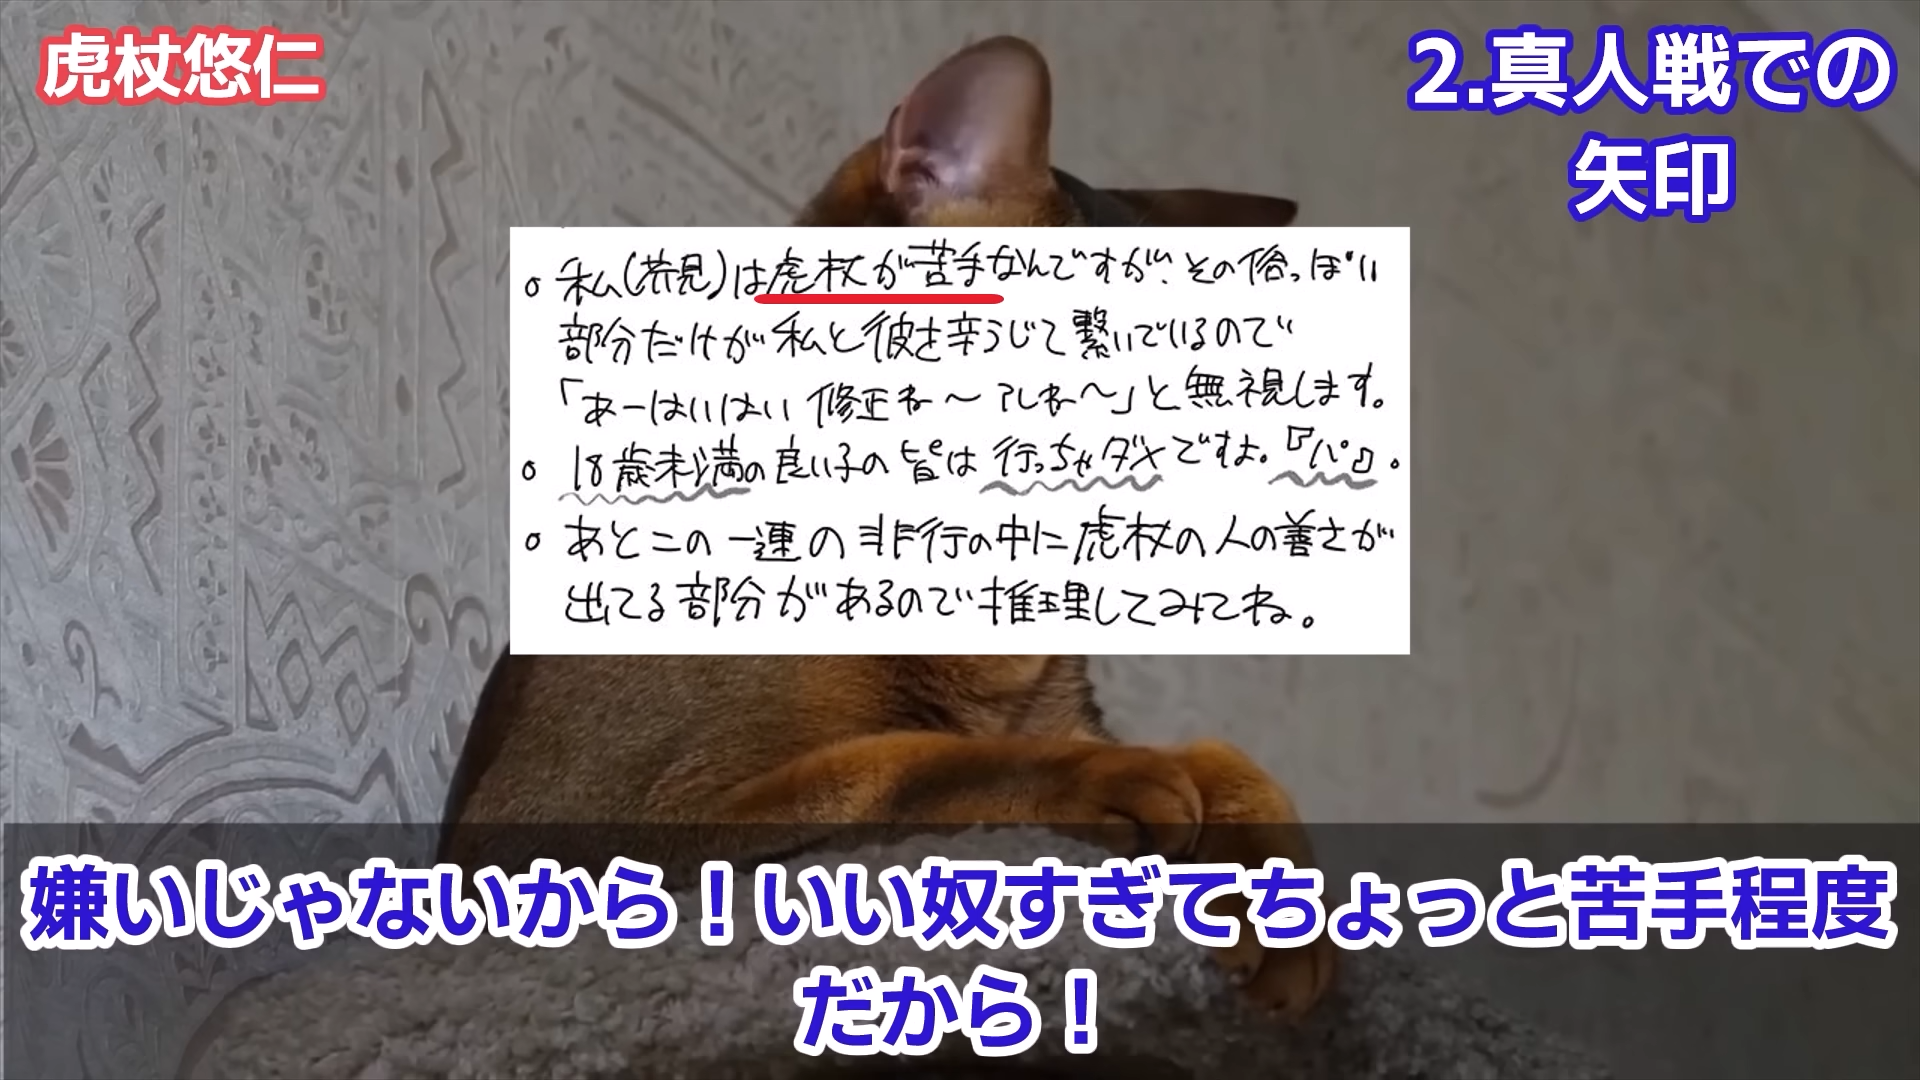 虎杖悠仁
2.真人戦での
矢印
○ 私(芥見)は虎杖が苦手なんですが、その俗っぽい
部分だけが私と彼を辛うじて繋いでいるので
「あーはいはい 修正ね〜 アレね〜」と無視します。
○ 18歳未満の良い子の皆は行っちゃダメですよ。『パ』。
○ あとこの一連の非行の中に虎杖の人の善さが
出てる部分があるので推理してみてね。
嫌いじゃないから!いい奴すぎてちょっと苦手程度
だから!